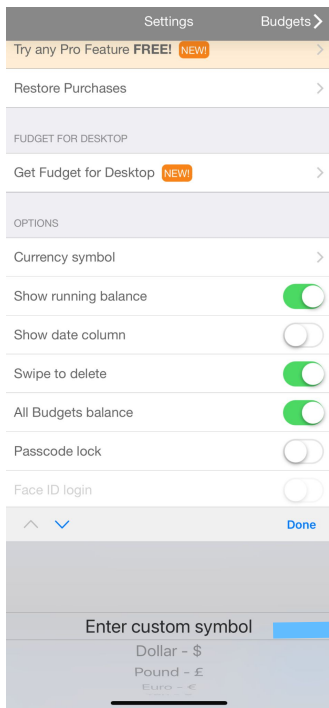 Settings
Budgets
Try any Pro Feature FREE! NEW!
Restore Purchases
FUDGET FOR DESKTOP
Get Fudget for Desktop NEW!
OPTIONS
Currency symbol
Show running balance
Show date column
Swipe to delete
All Budgets balance
Passcode lock
Face ID login
Done
Enter custom symbol
Dollar - $
Pound - £
Euro - €